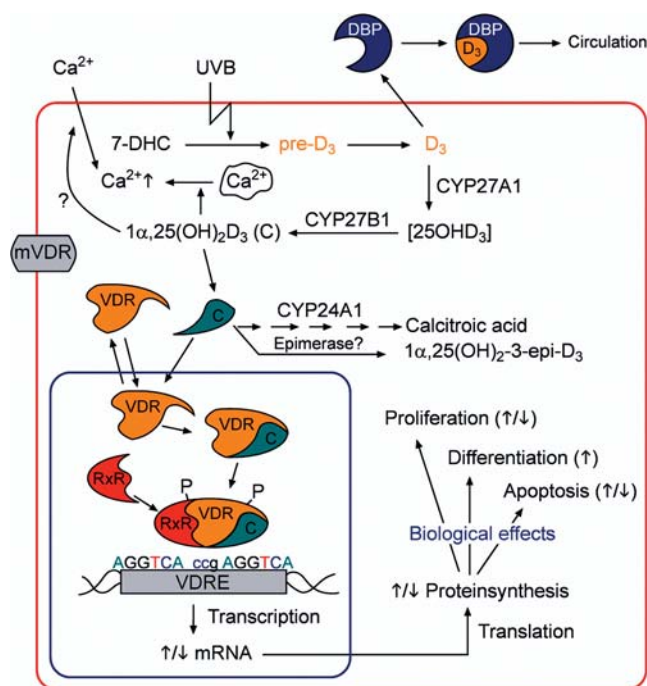 DBP
DBP
D₃
Circulation
Ca²⁺
UVB
7-DHC
pre-D₃
D₃
Ca²⁺↑
Ca²⁺
CYP27A1
?
1α,25(OH)₂D₃ (C)
CYP27B1
[25OHD₃]
mVDR
VDR
C
CYP24A1
Calcitroic acid
Epimerase?
1α,25(OH)₂-3-epi-D₃
VDR
VDR
C
Proliferation (↑/↓)
Differentiation (↑)
Apoptosis (↑/↓)
RxR
P
P
RxR
VDR
C
Biological effects
AGGTCA ccg AGGTCA
VDRE
↑/↓ Proteinsynthesis
Transcription
Translation
↑/↓ mRNA